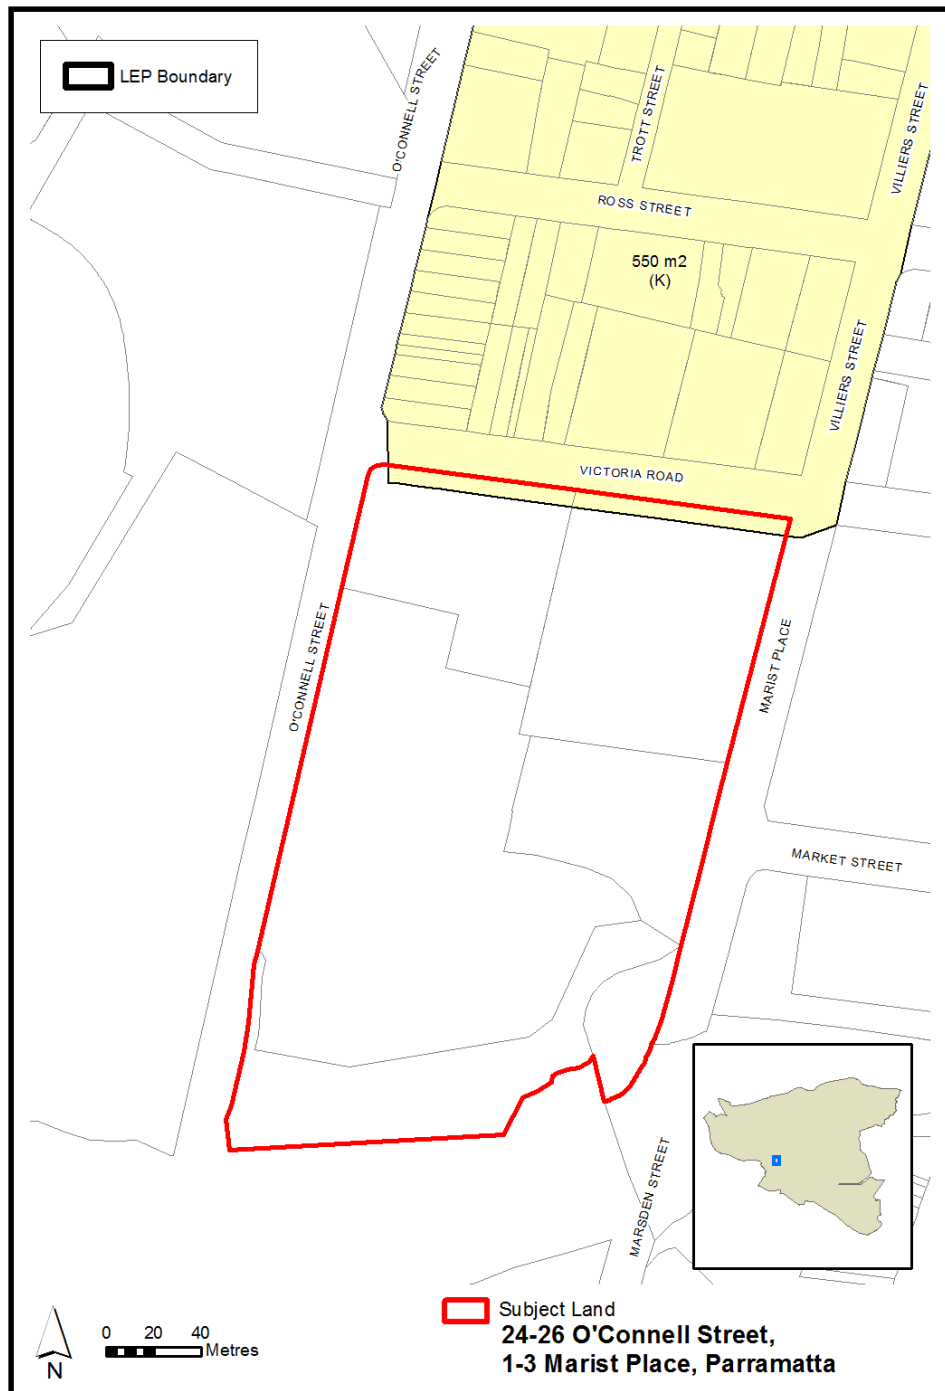 LEP Boundary
O'CONNELL STREET
TROTT STREET
VILLIERS STREET
ROSS STREET
550 m2
(K)
VILLIERS STREET
VICTORIA ROAD
O'CONNELL STREET
MARIST PLACE
MARKET STREET
MARSDEN STREET
N
0 20 40
Metres
Subject Land
24-26 O'Connell Street,
1-3 Marist Place, Parramatta